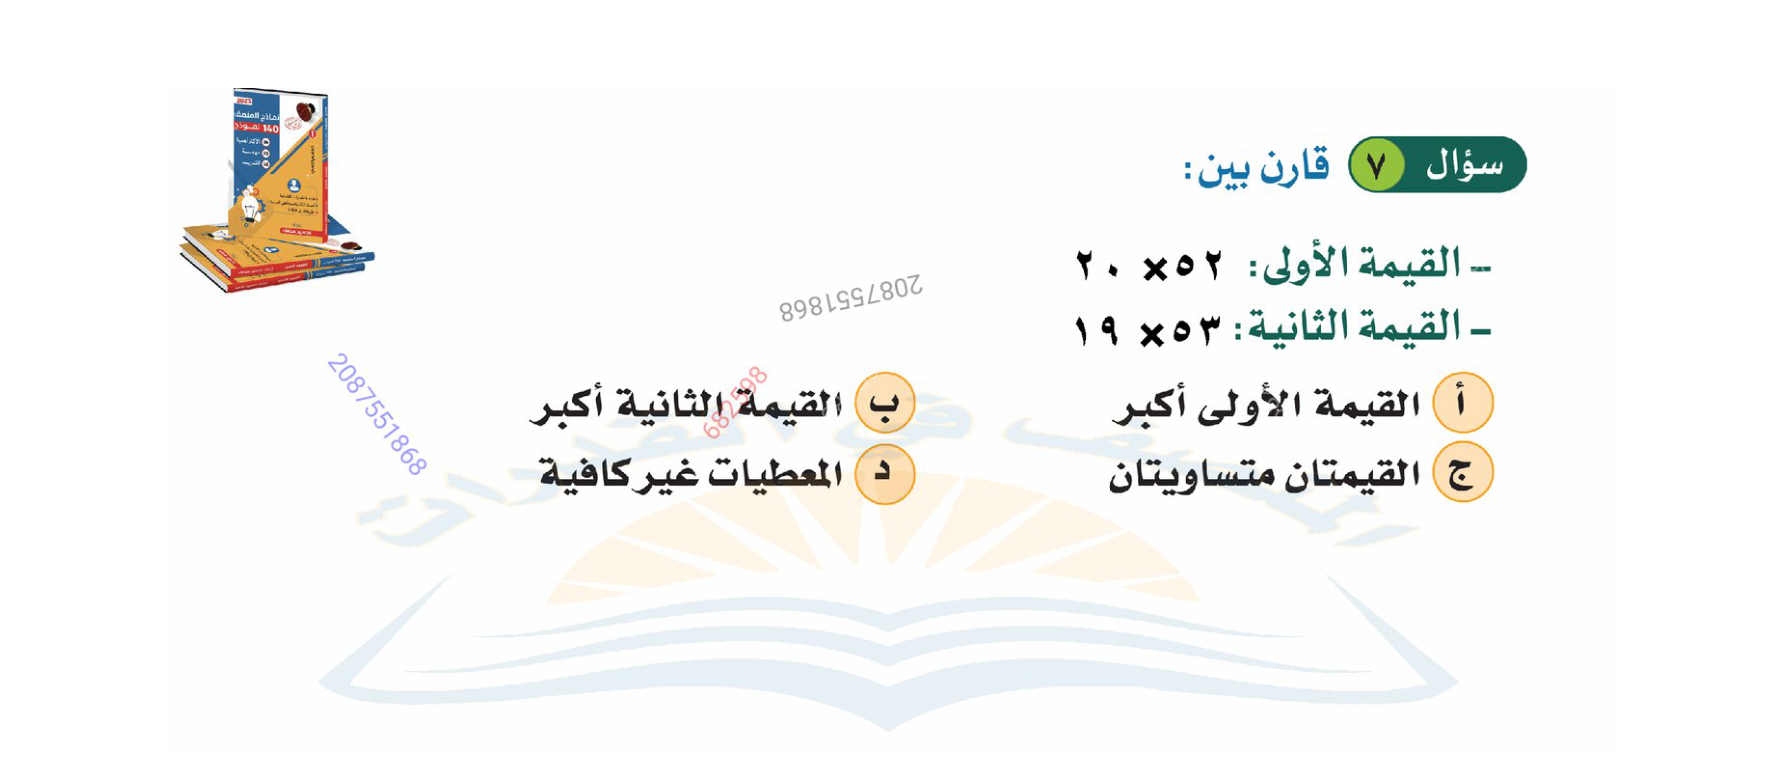 سؤال ٧ قارن بين:
– القيمة الأولى: ٥٢ × ٢٠
– القيمة الثانية: ٥٣ × ١٩
أ القيمة الأولى أكبر
ب القيمة الثانية أكبر
ج القيمتان متساويتان
د المعطيات غير كافية
2087551868
2087551868
682598
2023
نماذج المنصف
140 نموذج